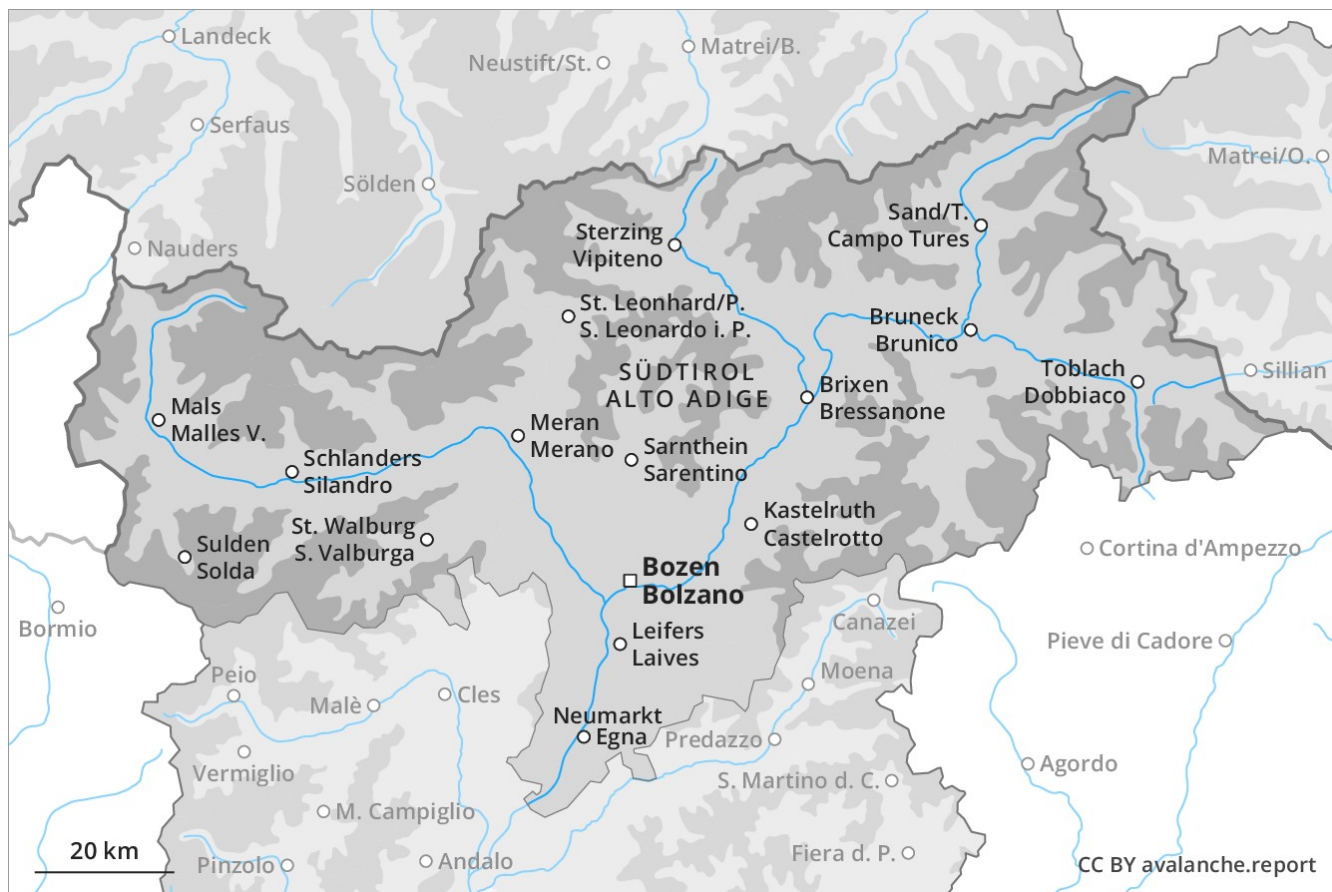 Landeck
Matrei/B.
Neustift/St.
Serfaus
Matrei/O.
Sölden
Sand/T.
Campo Tures
Sterzing
Vipiteno
Nauders
St. Leonhard/P.
S. Leonardo i. P.
Bruneck
Brunico
SÜDTIROL
ALTO ADIGE
Toblach
Dobbiaco
Sillian
Brixen
Bressanone
Mals
Malles V.
Meran
Merano
Sarnthein
Sarentino
Schlanders
Silandro
Kastelruth
Castelrotto
St. Walburg
S. Valburga
Sulden
Solda
Cortina d'Ampezzo
Bozen
Bolzano
Bormio
Canazei
Leifers
Laives
Pieve di Cadore
Peio
Moena
Malè
Cles
Neumarkt
Egna
Predazzo
Vermiglio
Agordo
S. Martino d. C.
M. Campiglio
20 km
Pinzolo
Andalo
Fiera d. P.
CC BY avalanche.report